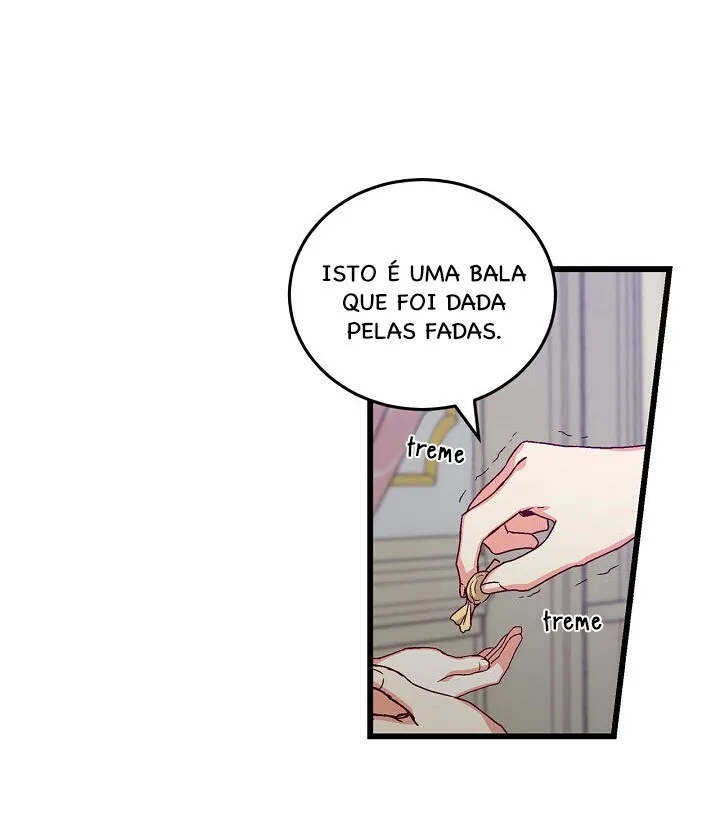 ISTO É UMA BALA
QUE FOI DADA
PELAS FADAS.
treme
treme